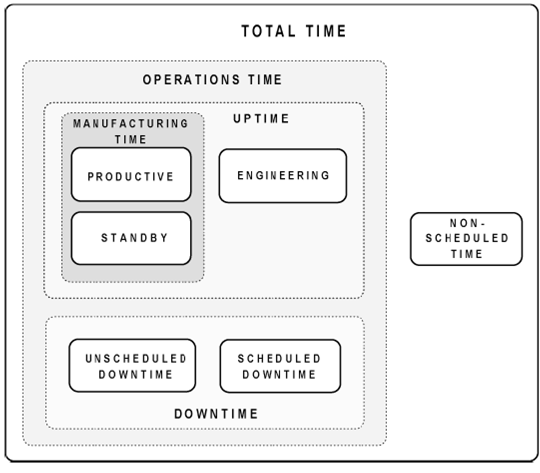 TOTAL TIME
OPERATIONS TIME
UPTIME
MANUFACTURING
TIME
PRODUCTIVE
ENGINEERING
STANDBY
NON-
SCHEDULED
TIME
UNSCHEDULED
DOWNTIME
SCHEDULED
DOWNTIME
DOWNTIME